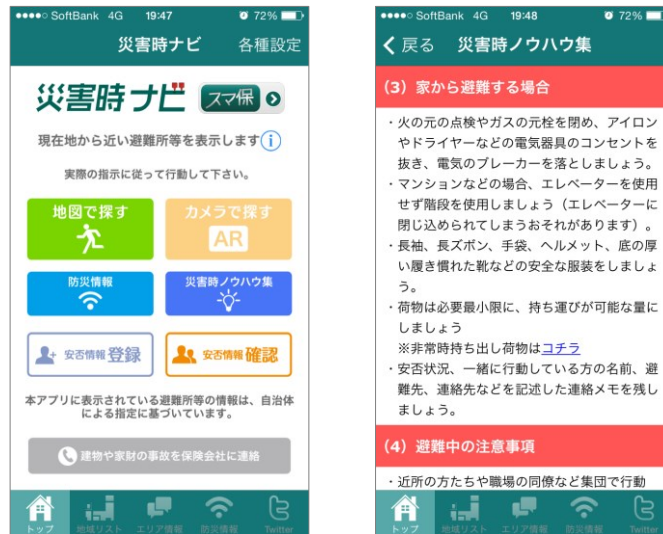 SoftBank 4G 19:47 72%
災害時ナビ 各種設定
災害時ナビ スマ保
現在地から近い避難所等を表示します i
実際の指示に従って行動して下さい。
地図で探す
カメラで探す
AR
防災情報
災害時ノウハウ集
安否情報 登録
安否情報 確認
本アプリに表示されている避難所等の情報は、自治体
による指定に基づいています。
建物や家財の事故を保険会社に連絡
トップ 地域リスト エリア情報 防災情報 Twitter
SoftBank 4G 19:48 72%
戻る 災害時ノウハウ集
(3) 家から避難する場合
・火の元の点検やガスの元栓を閉め、アイロン
やドライヤーなどの電気器具のコンセントを
抜き、電気のブレーカーを落としましょう。
・マンションなどの場合、エレベーターを使用
せず階段を使用しましょう（エレベーターに
閉じ込められてしまうおそれがあります）。
・長袖、長ズボン、手袋、ヘルメット、底の厚
い履き慣れた靴などの安全な服装をしましょ
う。
・荷物は必要最小限に、持ち運びが可能な量に
しましょう
※非常時持ち出し荷物はコチラ
・安否状況、一緒に行動している方の名前、避
難先、連絡先などを記述した連絡メモを残し
ましょう。
(4) 避難中の注意事項
・近所の方たちや職場の同僚など集団で行動
トップ 地域リスト エリア情報 防災情報 Twitter